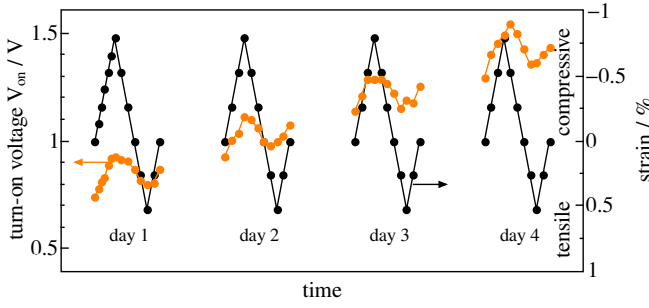 turn-on voltage V_on / V
1.5
1
0.5
day 1
day 2
day 3
day 4
time
−1
−0.5
0
0.5
1
compressive
tensile
strain / %